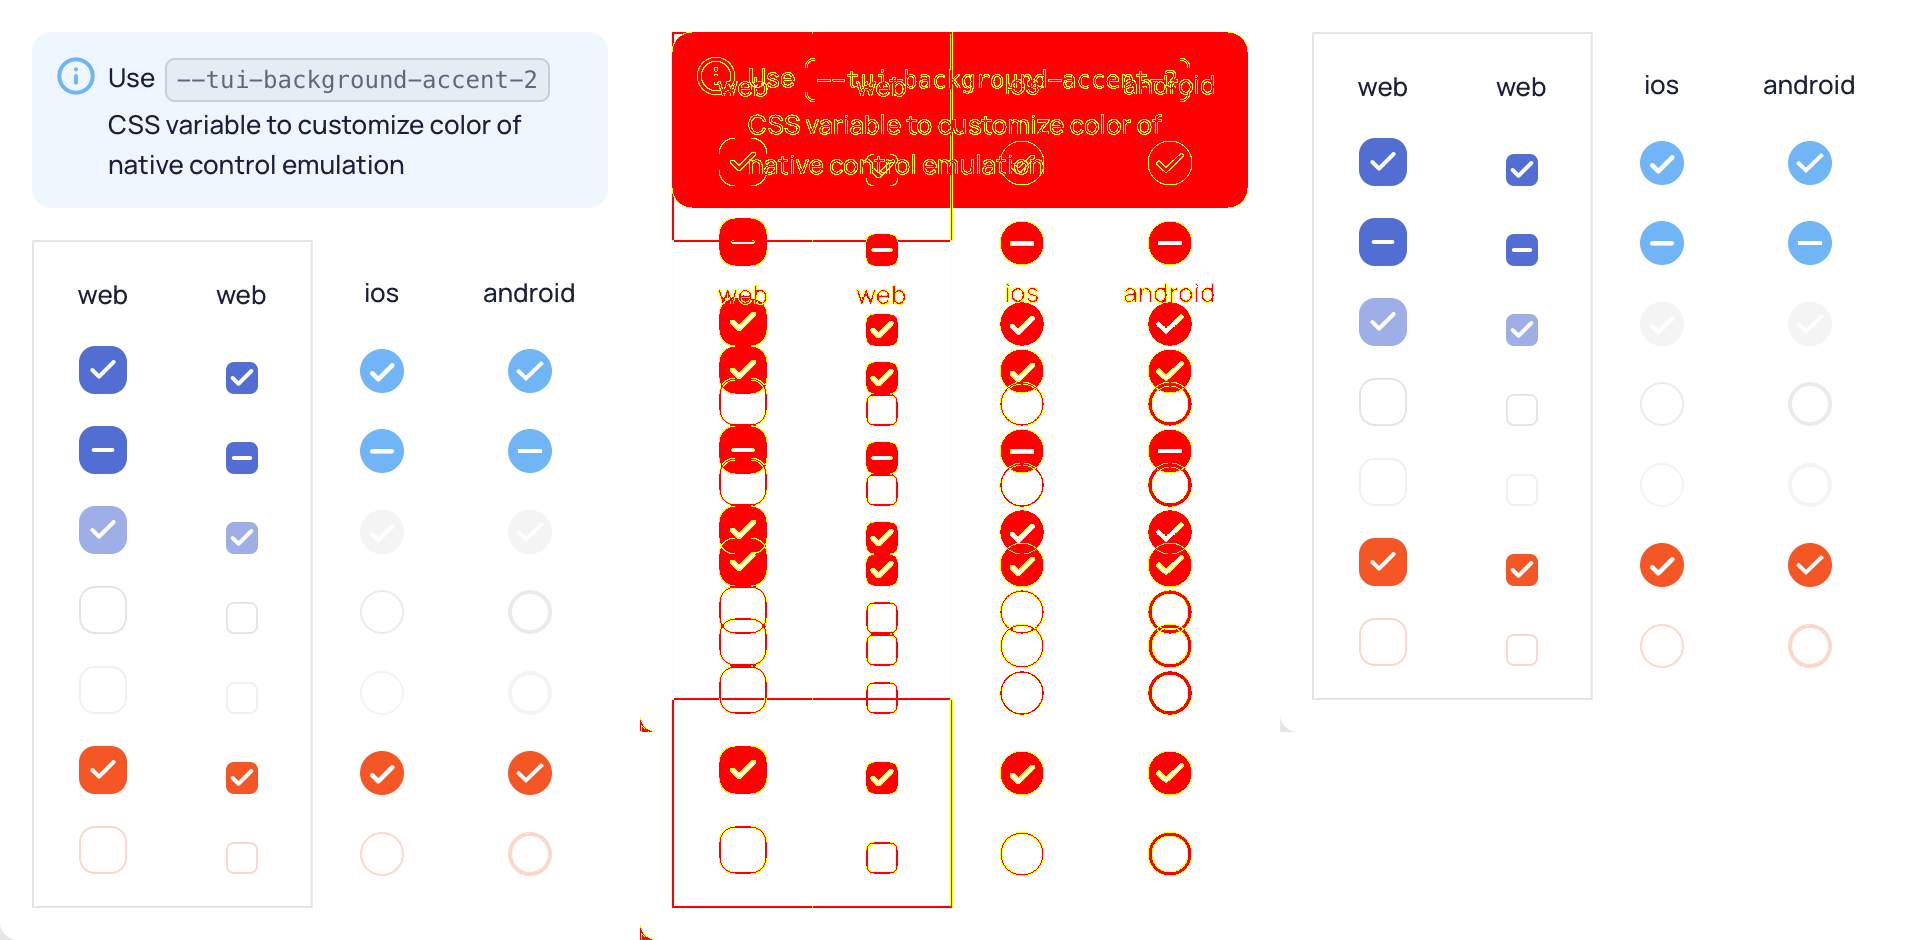 Use --tui-background-accent-2
CSS variable to customize color of
native control emulation
web web ios android
Use --tui-background-accent-2
web web ios android
CSS variable to customize color of
native control emulation
web web ios android
web web ios android